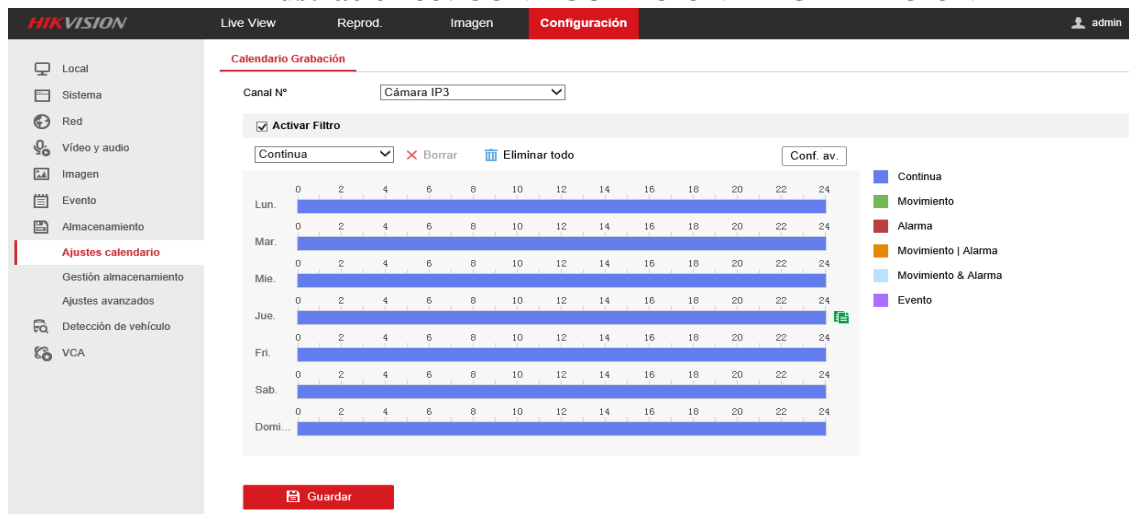 HIKVISION
Live View Reprod. Imagen Configuración admin
Local
Sistema
Red
Vídeo y audio
Imagen
Evento
Almacenamiento
Ajustes calendario
Gestión almacenamiento
Ajustes avanzados
Detección de vehículo
VCA
Calendario Grabación
Canal Nº Cámara IP3
Activar Filtro
Continua Borrar Eliminar todo Conf. av.
0 2 4 6 8 10 12 14 16 18 20 22 24
Lun.
0 2 4 6 8 10 12 14 16 18 20 22 24
Mar.
0 2 4 6 8 10 12 14 16 18 20 22 24
Mie.
0 2 4 6 8 10 12 14 16 18 20 22 24
Jue.
0 2 4 6 8 10 12 14 16 18 20 22 24
Fri.
0 2 4 6 8 10 12 14 16 18 20 22 24
Sab.
0 2 4 6 8 10 12 14 16 18 20 22 24
Domi...
Continua
Movimiento
Alarma
Movimiento | Alarma
Movimiento & Alarma
Evento
Guardar